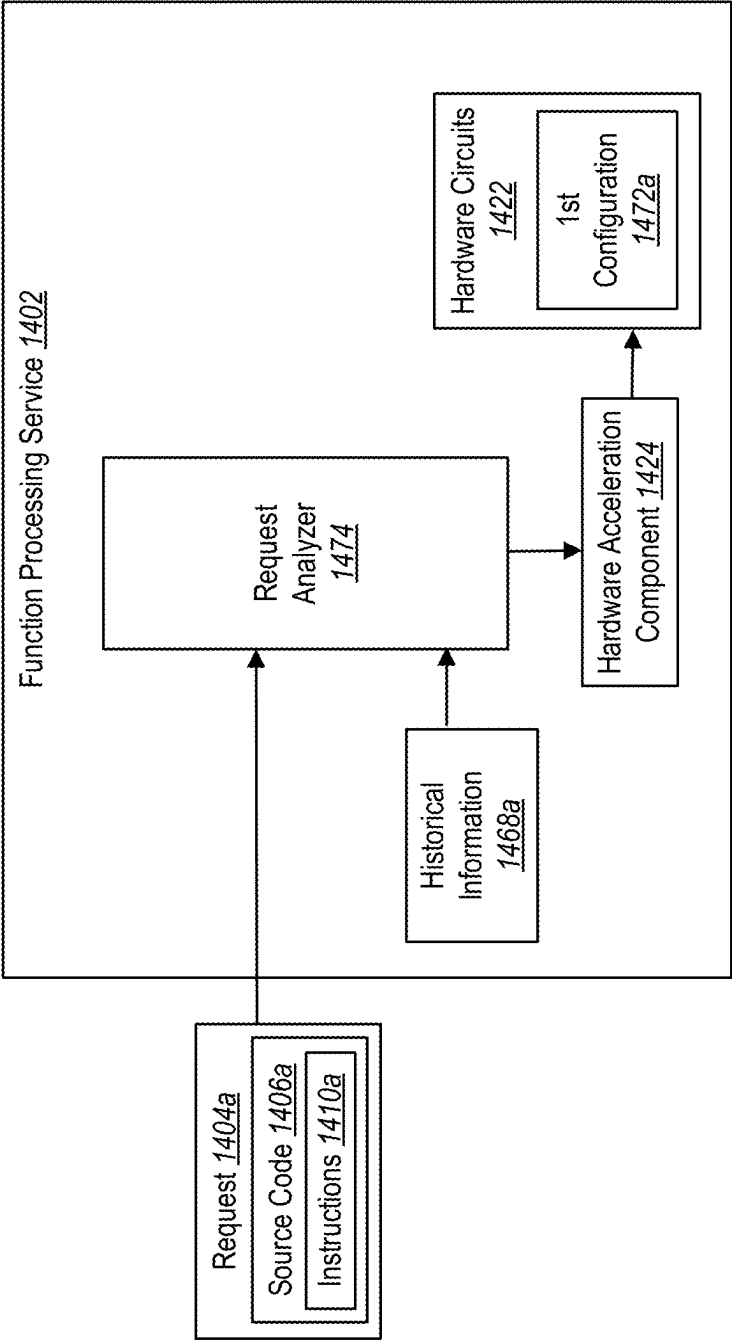 Function Processing Service 1402
Request 1404a
Source Code 1406a
Instructions 1410a
Request
Analyzer
1474
Historical
Information
1468a
Hardware Acceleration
Component 1424
Hardware Circuits
1422
1st
Configuration
1472a